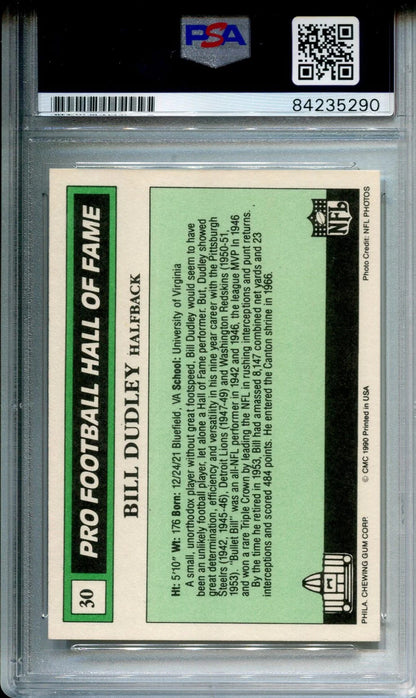 PSA
84235290
30
PRO FOOTBALL HALL OF FAME
BILL DUDLEY HALFBACK
Ht: 5'10" Wt: 176 Born: 12/24/21 Bluefield, VA School: University of Virginia
A small, unorthodox player without great footspeed, Bill Dudley would seem to have
been an unlikely football player, let alone a Hall of Fame performer. But, Dudley showed
great determination, efficiency and versatility in his nine year career with the Pittsburgh
Steelers (1942, 1945-46), Detroit Lions (1947-49) and Washington Redskins (1950-51,
1953). "Bullet Bill" was an all-NFL performer in 1942 and 1946, the league MVP in 1946
and won a rare Triple Crown by leading the NFL in rushing interceptions and punt returns.
By the time he retired in 1953, Bill had amassed 8,147 combined net yards and 23
interceptions and scored 484 points. He entered the Canton shrine in 1966.
NFL
PHILA. CHEWING GUM CORP.
© CMC 1990 Printed in USA
Photo Credit: NFL PHOTOS